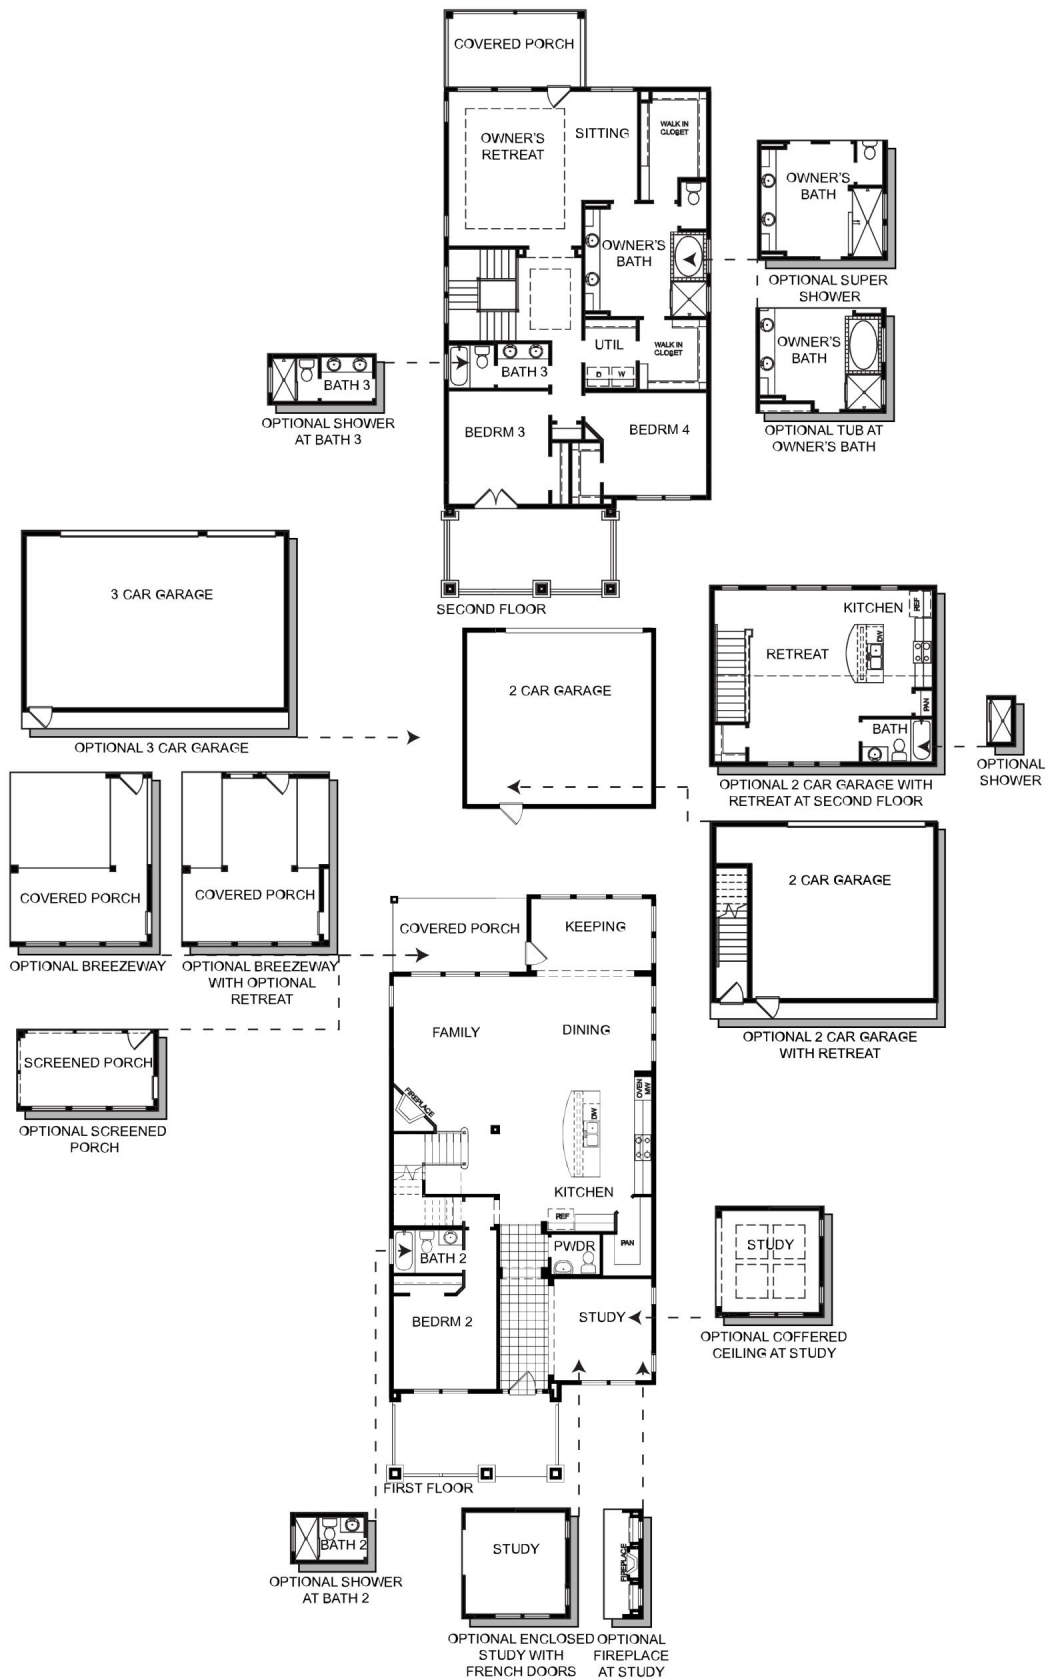 COVERED PORCH
OWNER'S
RETREAT
SITTING
WALK IN
CLOSET
OWNER'S
BATH
UTIL
D W
WALK IN
CLOSET
BATH 3
BEDRM 3
BEDRM 4
SECOND FLOOR
OWNER'S
BATH
OPTIONAL SUPER
SHOWER
OWNER'S
BATH
OPTIONAL TUB AT
OWNER'S BATH
BATH 3
OPTIONAL SHOWER
AT BATH 3
3 CAR GARAGE
OPTIONAL 3 CAR GARAGE
2 CAR GARAGE
KITCHEN
REF
DW
RETREAT
PAN
BATH
OPTIONAL 2 CAR GARAGE WITH
RETREAT AT SECOND FLOOR
OPTIONAL
SHOWER
COVERED PORCH
OPTIONAL BREEZEWAY
COVERED PORCH
OPTIONAL BREEZEWAY
WITH OPTIONAL
RETREAT
2 CAR GARAGE
OPTIONAL 2 CAR GARAGE
WITH RETREAT
SCREENED PORCH
OPTIONAL SCREENED
PORCH
COVERED PORCH
KEEPING
FAMILY
DINING
FIREPLACE
OVEN
MW
DW
KITCHEN
REF
PAN
PWDR
BATH 2
BEDRM 2
STUDY
FIRST FLOOR
STUDY
OPTIONAL COFFERED
CEILING AT STUDY
BATH 2
OPTIONAL SHOWER
AT BATH 2
STUDY
OPTIONAL ENCLOSED
STUDY WITH
FRENCH DOORS
FIREPLACE
OPTIONAL
FIREPLACE
AT STUDY